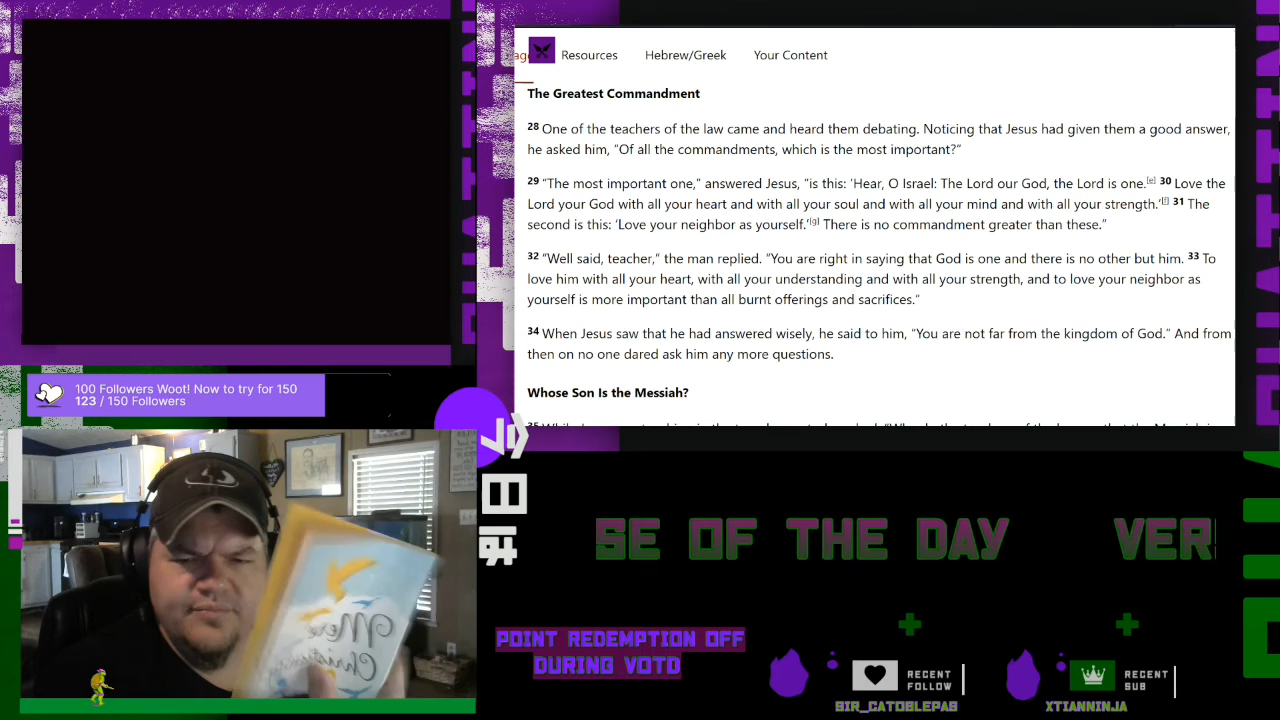 Resources Hebrew/Greek Your Content
The Greatest Commandment
28 One of the teachers of the law came and heard them debating. Noticing that Jesus had given them a good answer,
he asked him, “Of all the commandments, which is the most important?”
29 “The most important one,” answered Jesus, “is this: ‘Hear, O Israel: The Lord our God, the Lord is one.[e] 30 Love the
Lord your God with all your heart and with all your soul and with all your mind and with all your strength.’[f] 31 The
second is this: ‘Love your neighbor as yourself.’[g] There is no commandment greater than these.”
32 “Well said, teacher,” the man replied. “You are right in saying that God is one and there is no other but him. 33 To
love him with all your heart, with all your understanding and with all your strength, and to love your neighbor as
yourself is more important than all burnt offerings and sacrifices.”
34 When Jesus saw that he had answered wisely, he said to him, “You are not far from the kingdom of God.” And from
then on no one dared ask him any more questions.
Whose Son Is the Messiah?
100 Followers Woot! Now to try for 150
123 / 150 Followers
Mere
Christianity
SE OF THE DAY VER
POINT REDEMPTION OFF
DURING VOTD
RECENT
FOLLOW
SIR_CATOBLEPAS
RECENT
SUB
XTIANNINJA